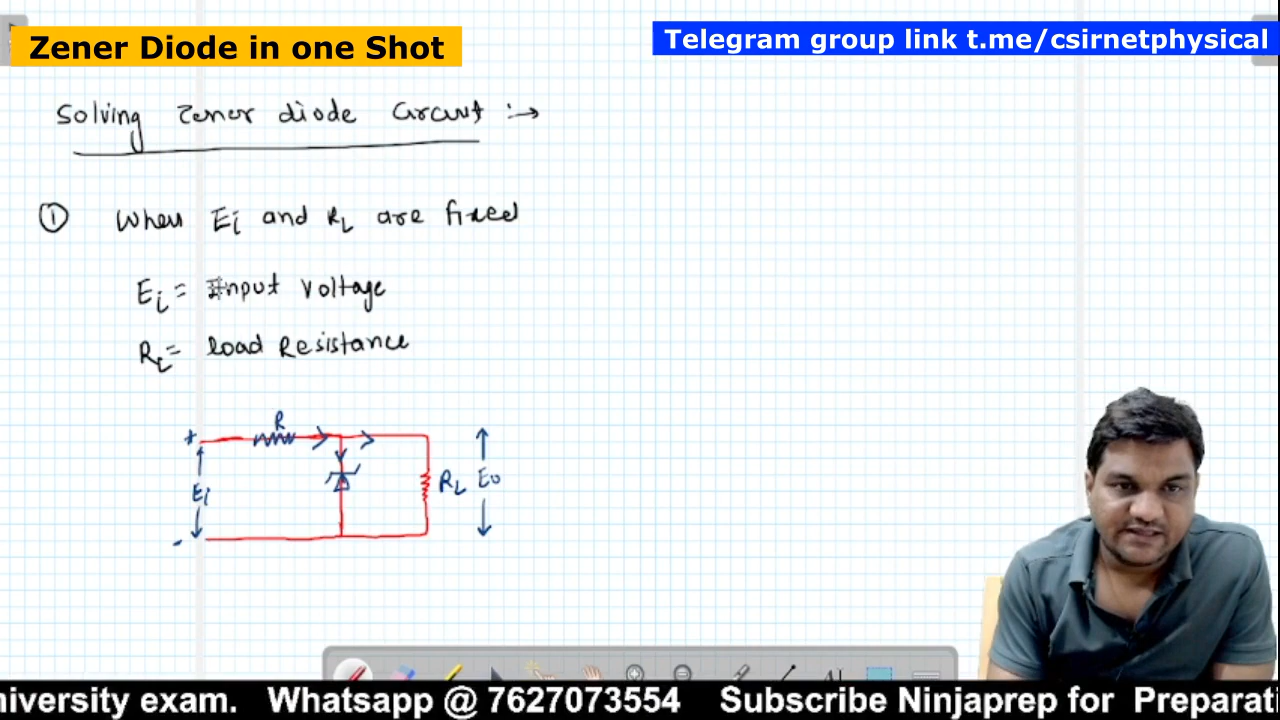 Zener Diode in one Shot
Telegram group link t.me/csirnetphysical
Solving Zener diode Circuit :→
① When Ei and RL are fixed
Ei = Input Voltage
RL = load Resistance
R
+
Ei
RL E0
-
niversity exam. Whatsapp @ 7627073554 Subscribe Ninjaprep for Preparati